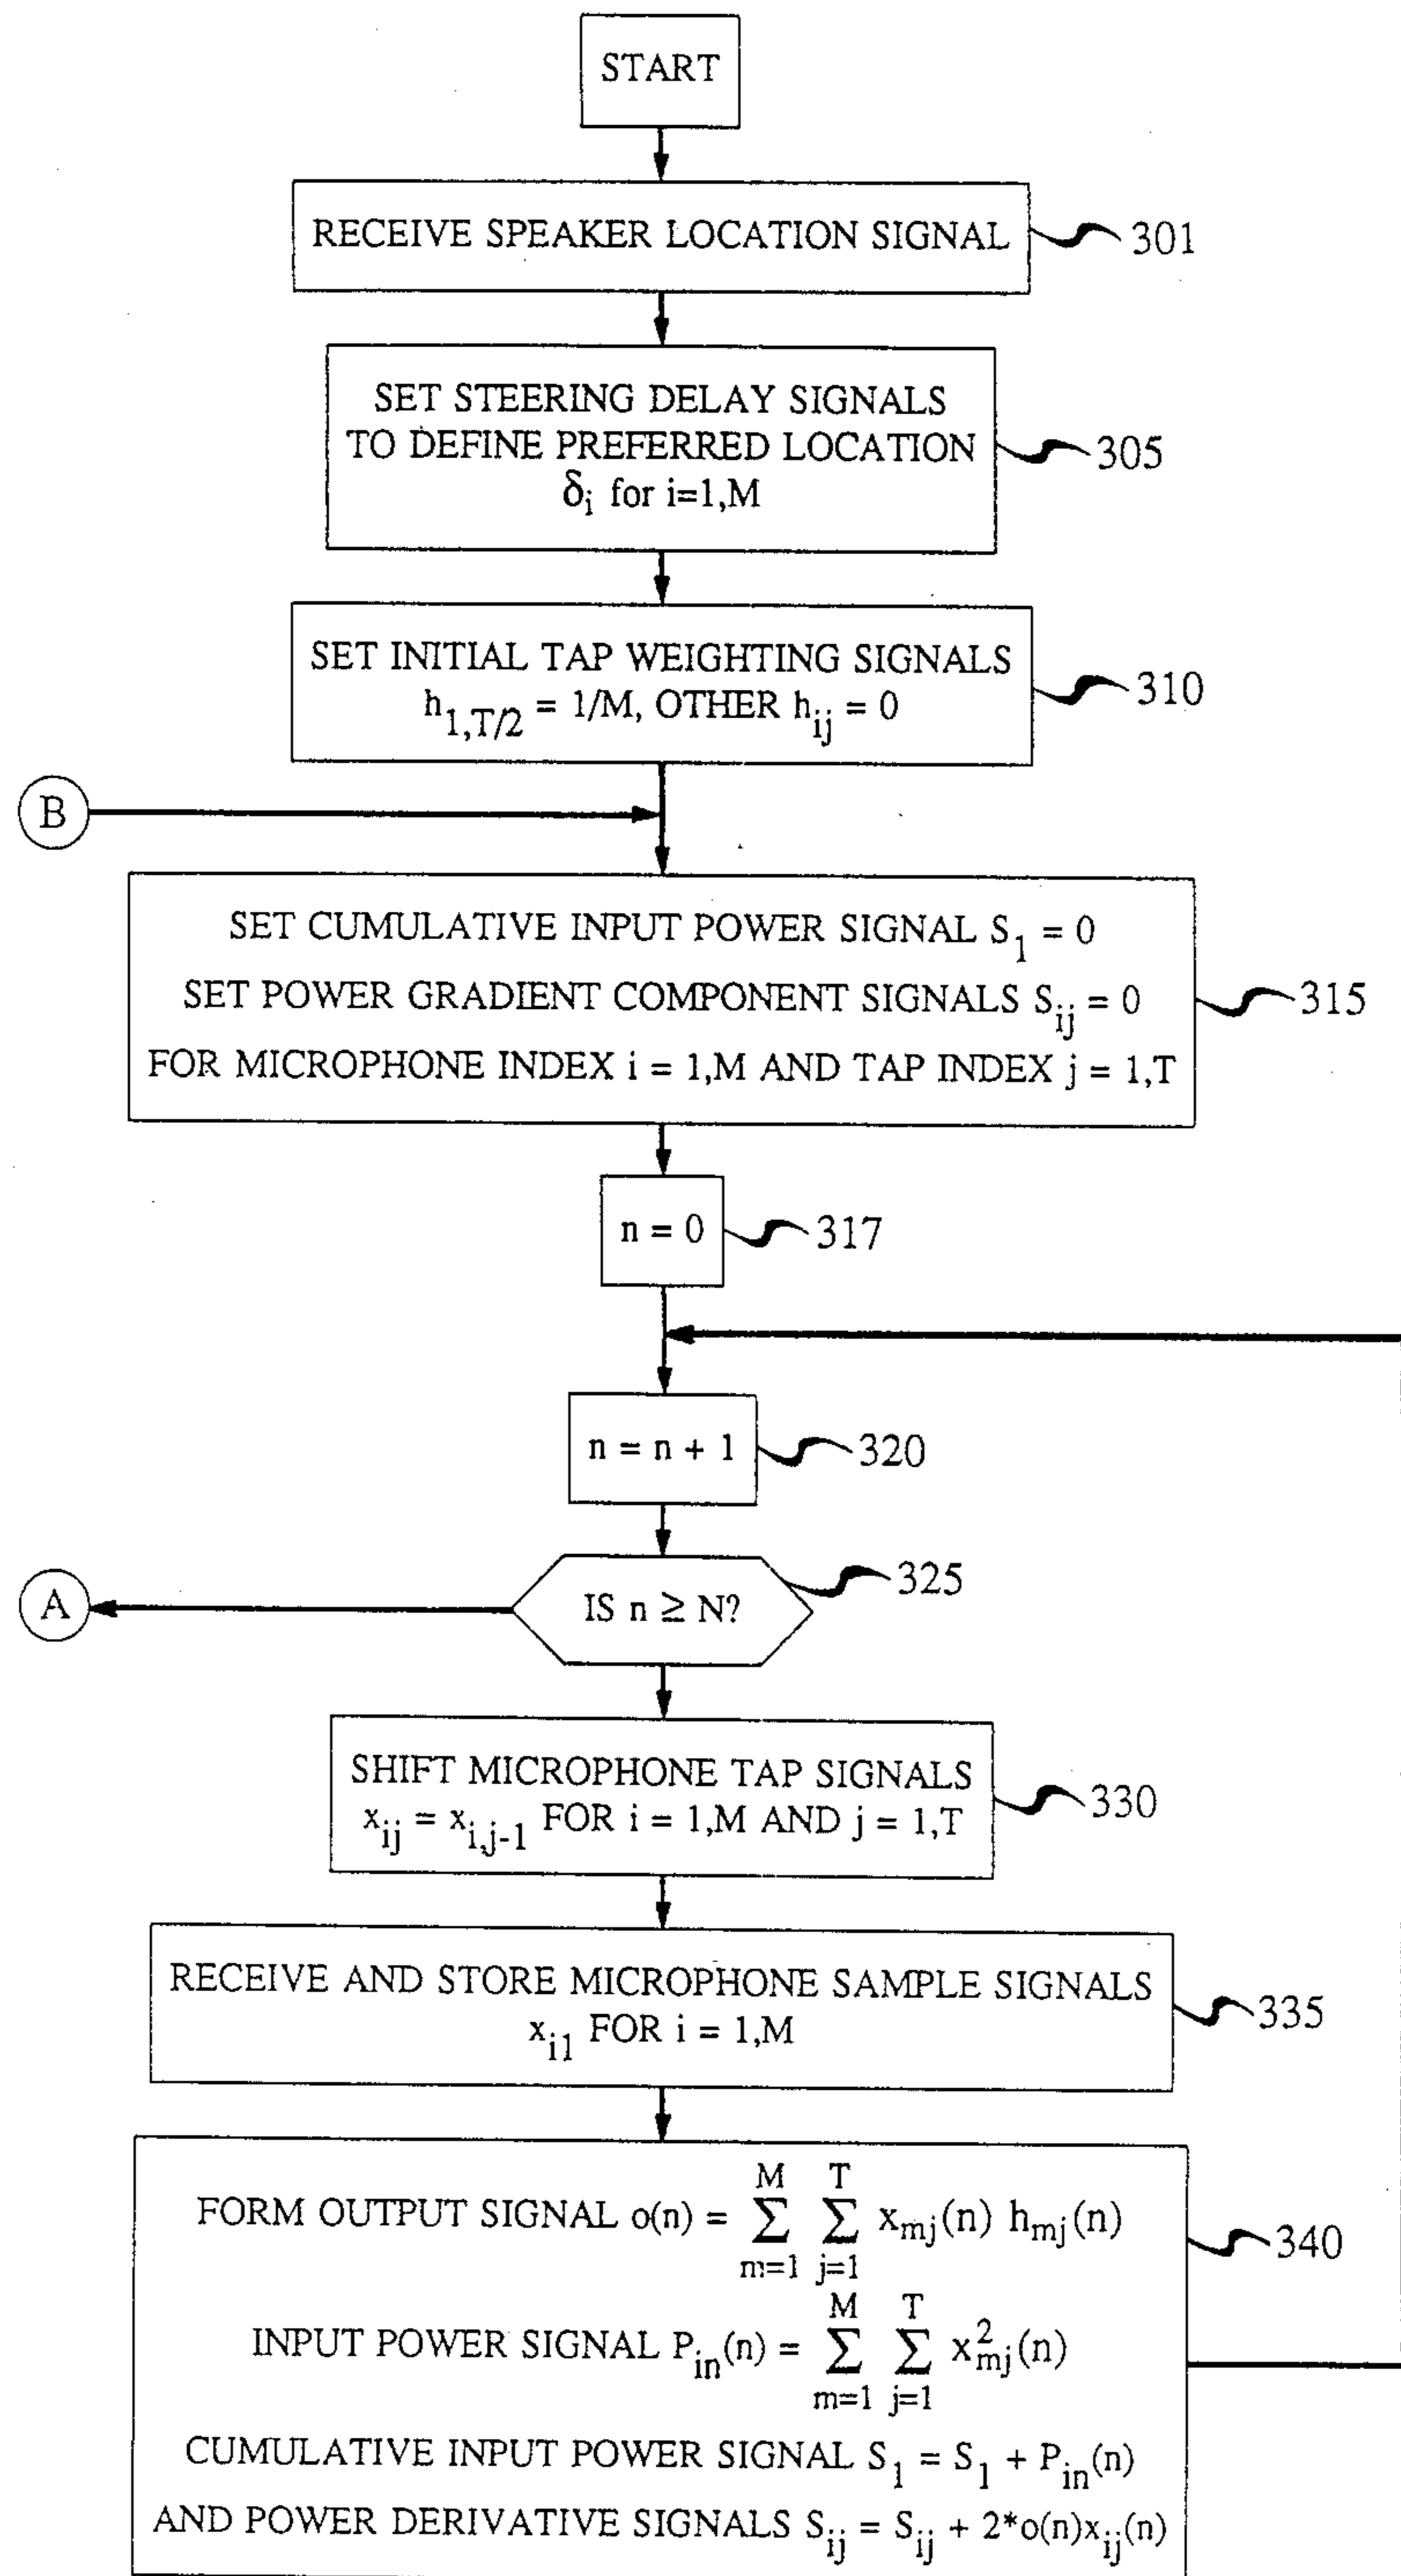 START
RECEIVE SPEAKER LOCATION SIGNAL
301
SET STEERING DELAY SIGNALS
TO DEFINE PREFERRED LOCATION
δi for i=1,M
305
SET INITIAL TAP WEIGHTING SIGNALS
h1,T/2 = 1/M, OTHER hij = 0
310
B
SET CUMULATIVE INPUT POWER SIGNAL S1 = 0
SET POWER GRADIENT COMPONENT SIGNALS Sij = 0
FOR MICROPHONE INDEX i = 1,M AND TAP INDEX j = 1,T
315
n = 0
317
n = n + 1
320
IS n ≥ N?
325
A
SHIFT MICROPHONE TAP SIGNALS
xij = xi,j-1 FOR i = 1,M AND j = 1,T
330
RECEIVE AND STORE MICROPHONE SAMPLE SIGNALS
xi1 FOR i = 1,M
335
FORM OUTPUT SIGNAL o(n) = M∑m=1 T∑j=1 xmj(n) hmj(n)
340
INPUT POWER SIGNAL Pin(n) = M∑m=1 T∑j=1 x²mj(n)
CUMULATIVE INPUT POWER SIGNAL S1 = S1 + Pin(n)
AND POWER DERIVATIVE SIGNALS Sij = Sij + 2*o(n)xij(n)